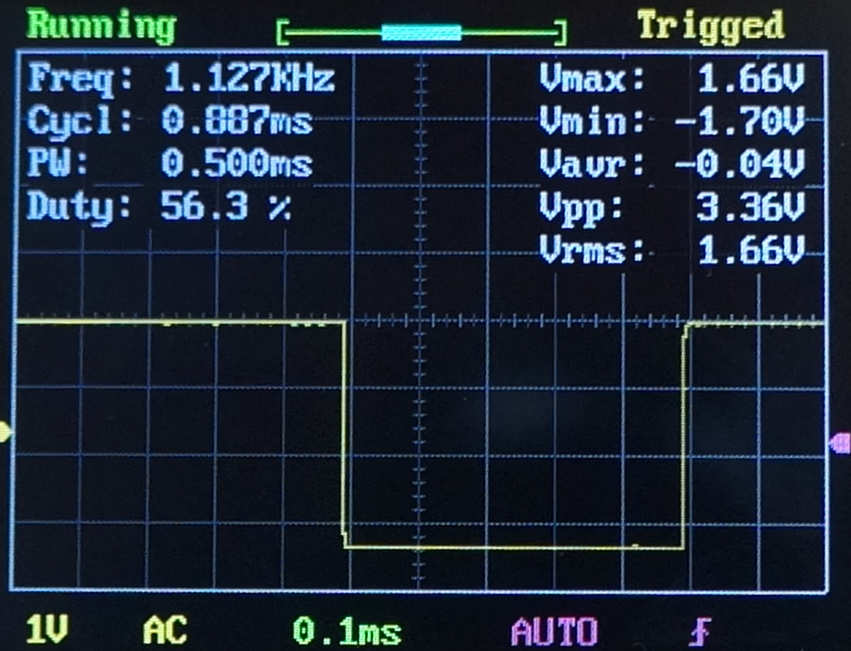 Running Trigged
Freq: 1.127KHz Vmax: 1.66V
Cycl: 0.887ms Vmin: -1.70V
PW: 0.500ms Vavr: -0.04V
Duty: 56.3 % Vpp: 3.36V
Vrms: 1.66V
1V AC 0.1ms AUTO